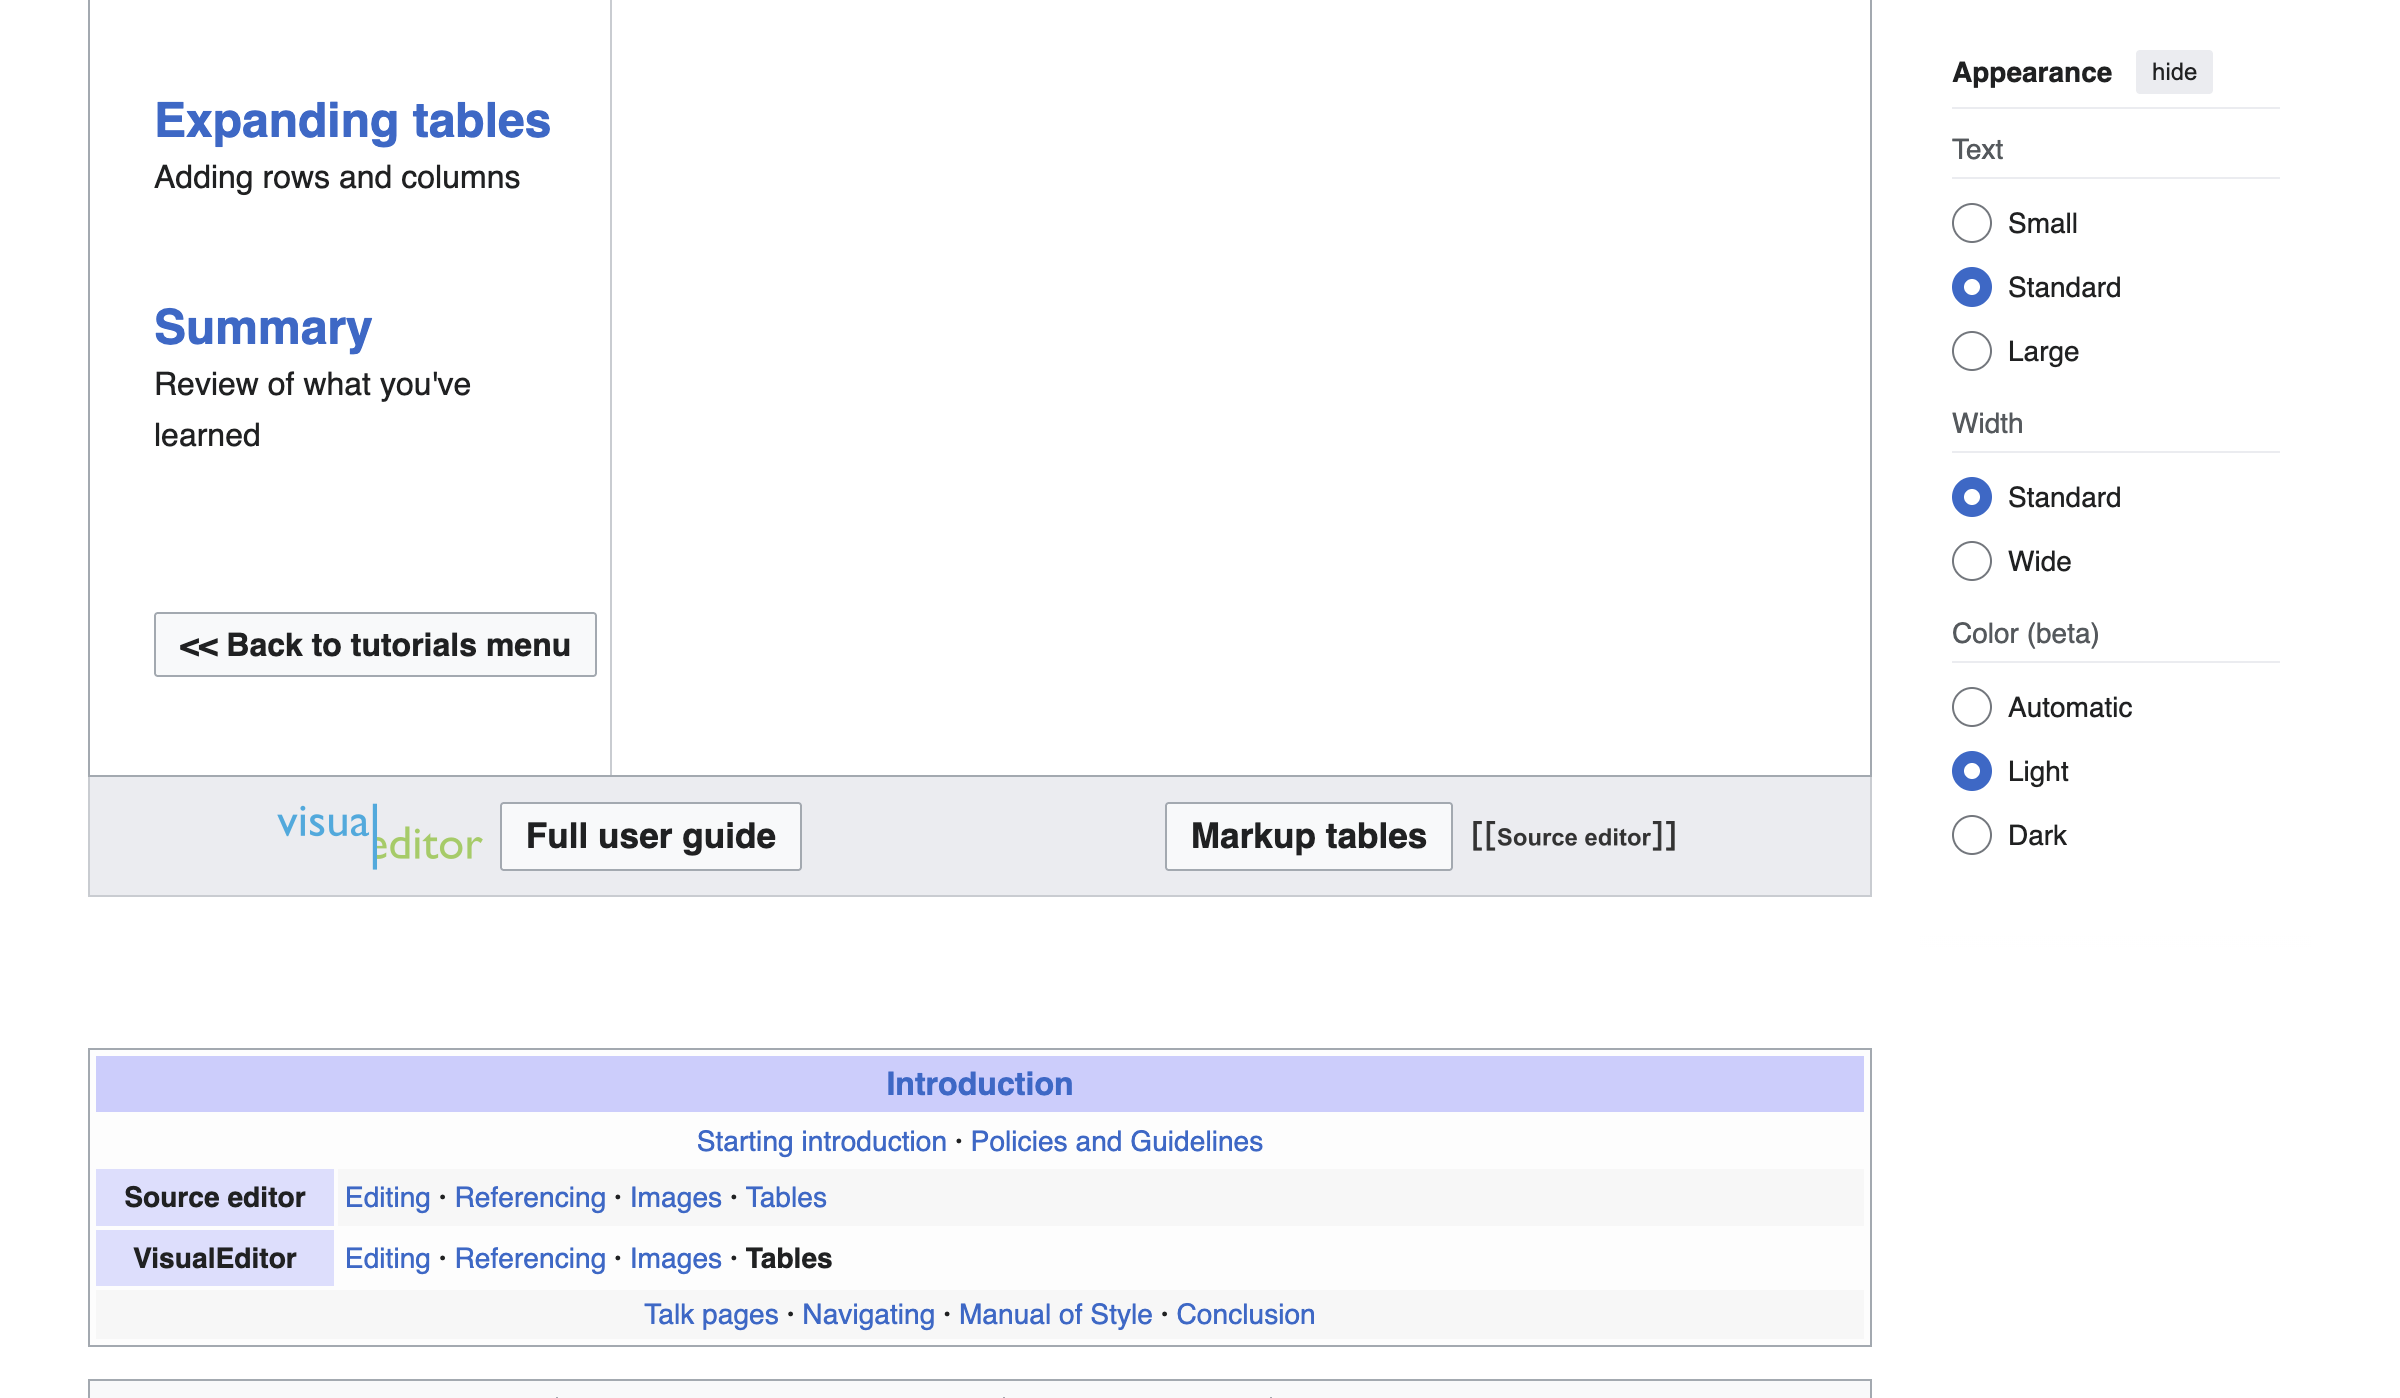 Expanding tables
Adding rows and columns
Summary
Review of what you've
learned
<< Back to tutorials menu
visual editor
Full user guide
Markup tables
[[Source editor]]
Introduction
Starting introduction · Policies and Guidelines
Source editor
Editing · Referencing · Images · Tables
VisualEditor
Editing · Referencing · Images · Tables
Talk pages · Navigating · Manual of Style · Conclusion
Appearance
hide
Text
Small
Standard
Large
Width
Standard
Wide
Color (beta)
Automatic
Light
Dark